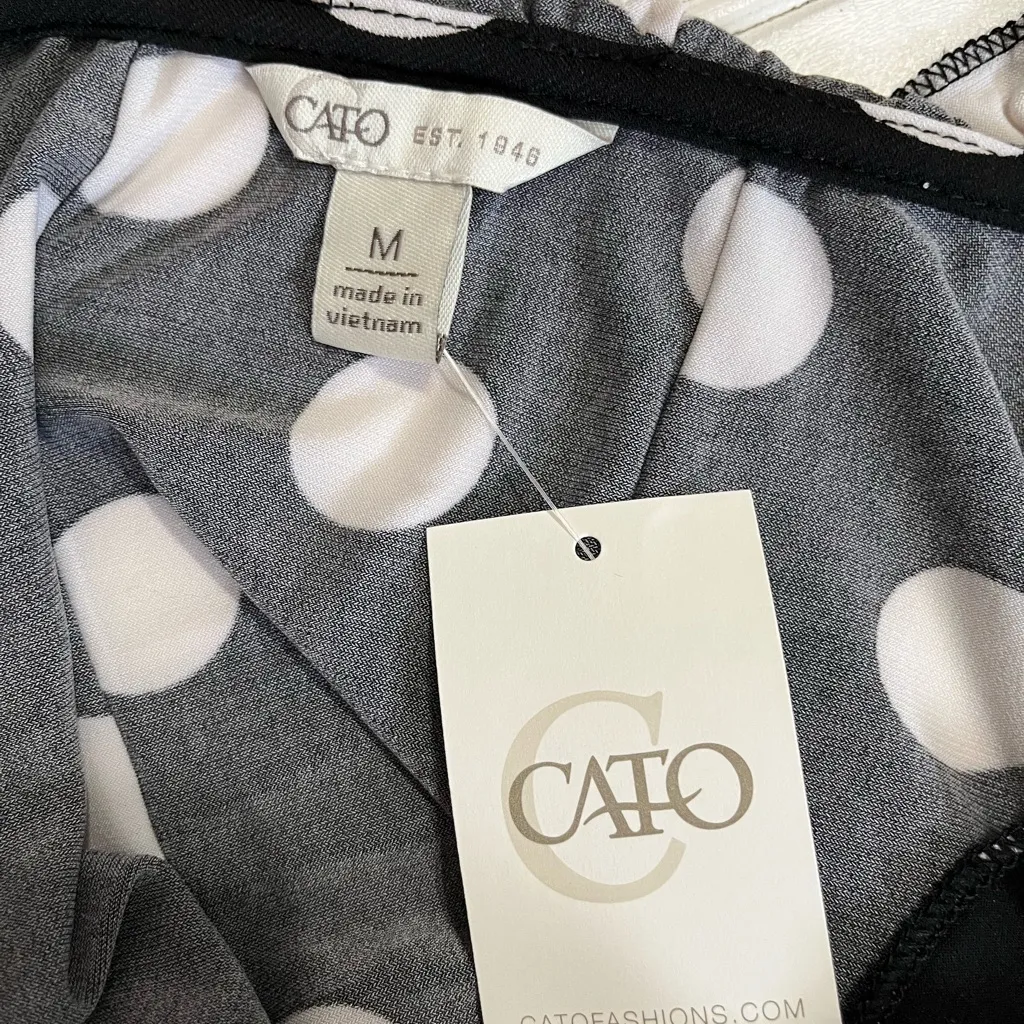 CATO EST. 1946
M
made in
vietnam
C
CATO
CATOFASHIONS.COM